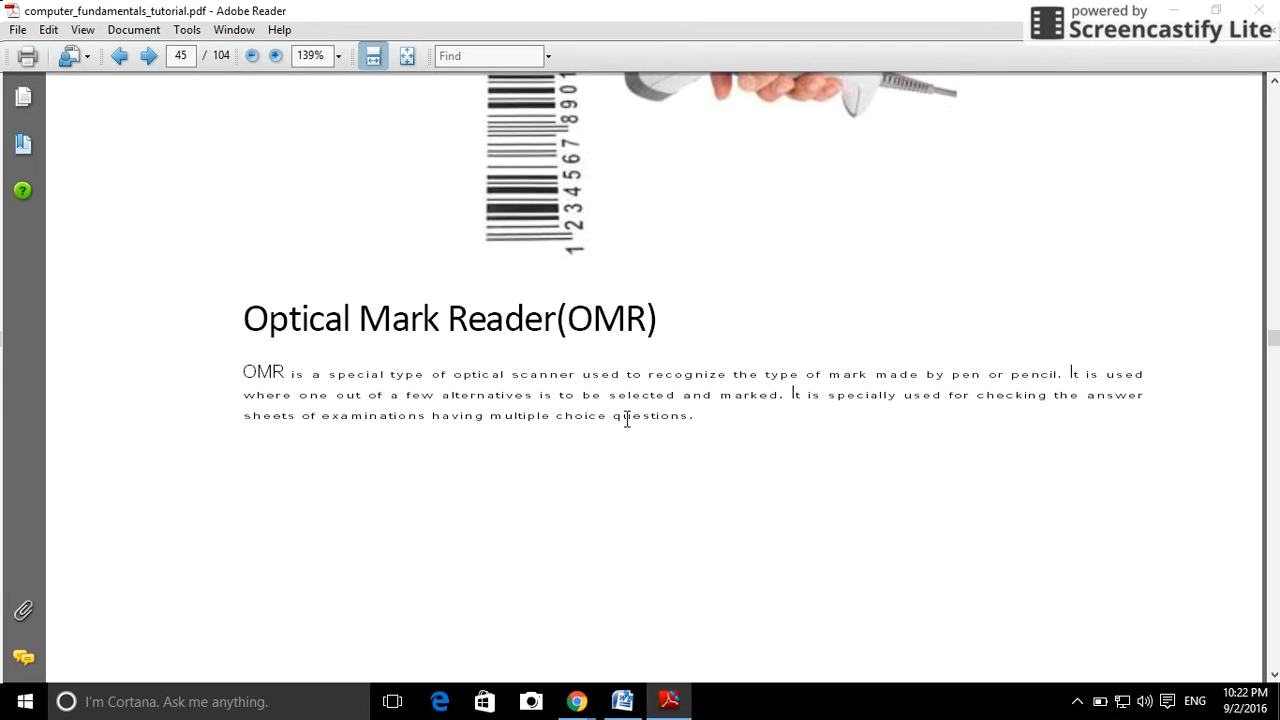 computer_fundamentals_tutorial.pdf - Adobe Reader
powered by
Screencastify Lite
File Edit View Document Tools Window Help
45 / 104 139% Find
1 234567 8901
Optical Mark Reader(OMR)
OMR is a special type of optical scanner used to recognize the type of mark made by pen or pencil. It is used
where one out of a few alternatives is to be selected and marked. It is specially used for checking the answer
sheets of examinations having multiple choice questions.
I'm Cortana. Ask me anything.
ENG
10:22 PM
9/2/2016